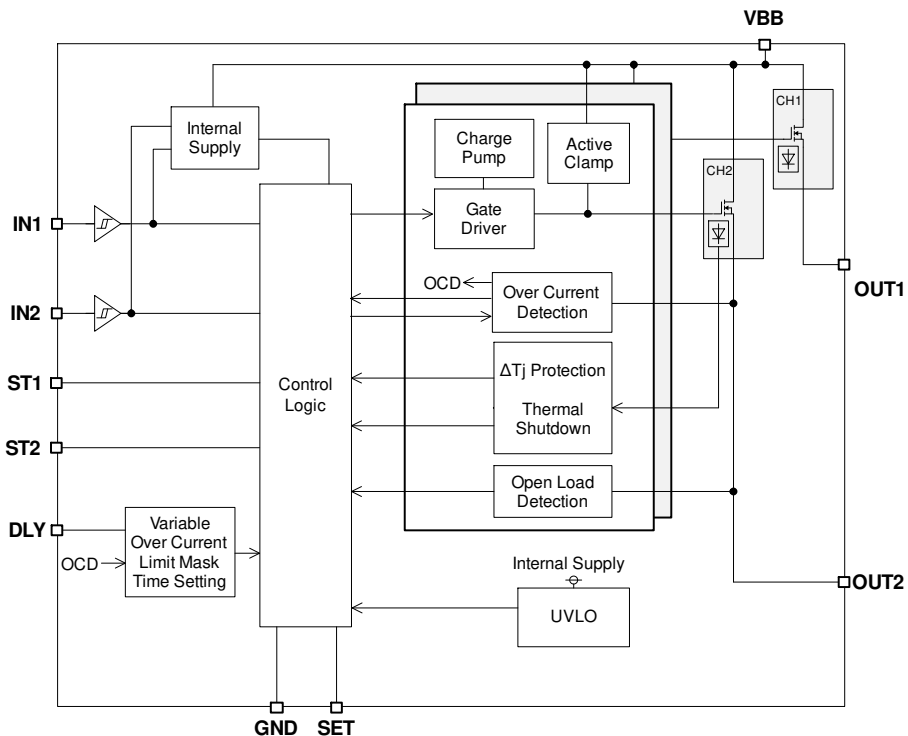 VBB
CH1
Internal
Supply
Charge
Pump
Active
Clamp
CH2
IN1
Gate
Driver
OUT1
OCD
Over Current
Detection
IN2
ΔTj Protection
Thermal
Shutdown
ST1
Control
Logic
ST2
Open Load
Detection
DLY
Variable
Over Current
Limit Mask
Time Setting
OCD
Internal Supply
UVLO
OUT2
GND
SET